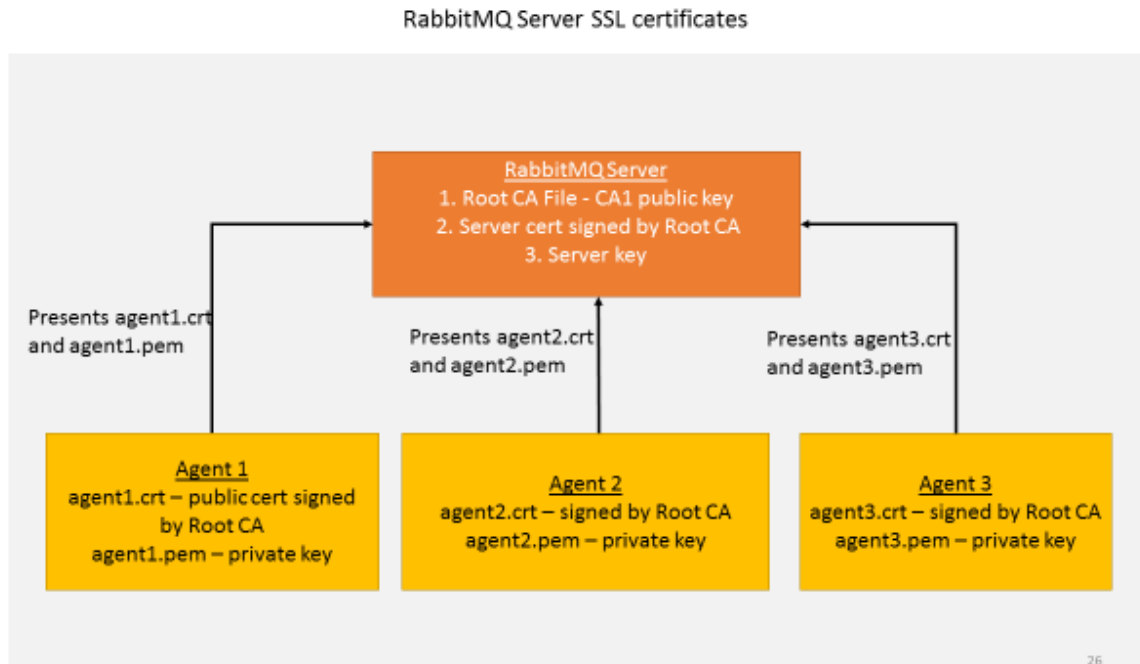 RabbitMQ Server SSL certificates
RabbitMQ Server
1. Root CA File - CA1 public key
2. Server cert signed by Root CA
3. Server key
Presents agent1.crt
and agent1.pem
Presents agent2.crt
and agent2.pem
Presents agent3.crt
and agent3.pem
Agent 1
agent1.crt – public cert signed
by Root CA
agent1.pem – private key
Agent 2
agent2.crt – signed by Root CA
agent2.pem – private key
Agent 3
agent3.crt – signed by Root CA
agent3.pem – private key
26